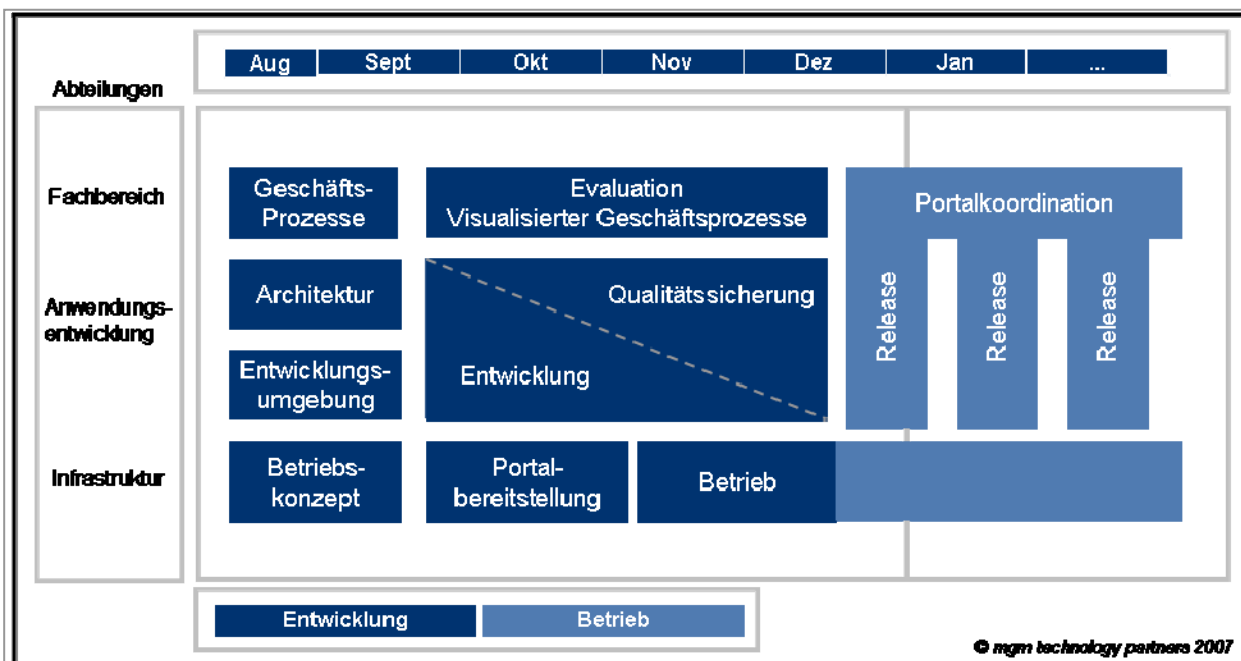 Aug Sept Okt Nov Dez Jan ...
Abteilungen
Fachbereich
Geschäfts-
Prozesse
Evaluation
Visualisierter Geschäftsprozesse
Portalkoordination
Anwendungs-
entwicklung
Architektur
Entwicklungs-
umgebung
Qualitätssicherung
Entwicklung
Release
Release
Release
Infrastruktur
Betriebs-
konzept
Portal-
bereitstellung
Betrieb
Entwicklung
Betrieb
© mgm technology partners 2007